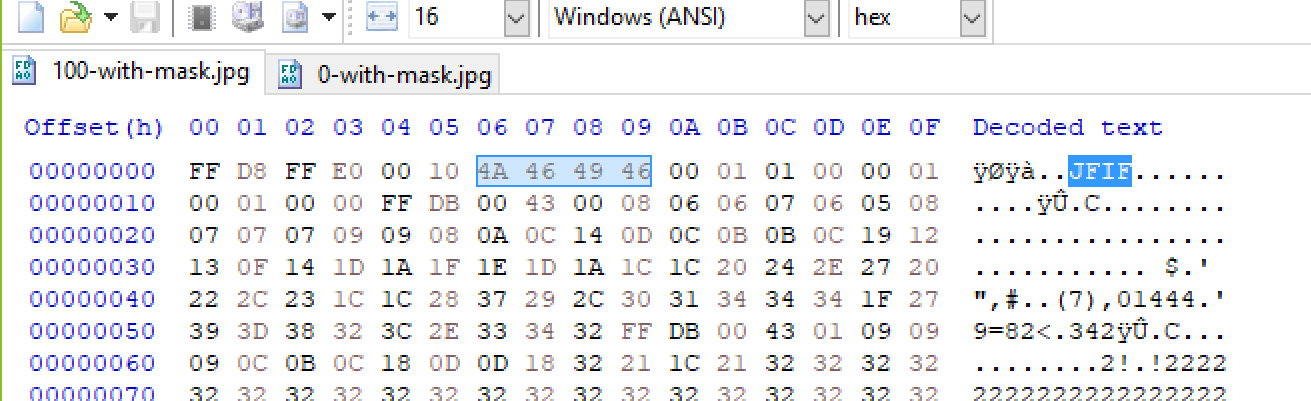 16 Windows (ANSI) hex
100-with-mask.jpg 0-with-mask.jpg
Offset(h) 00 01 02 03 04 05 06 07 08 09 0A 0B 0C 0D 0E 0F Decoded text
00000000 FF D8 FF E0 00 10 4A 46 49 46 00 01 01 00 00 01 ÿØÿà..JFIF......
00000010 00 01 00 00 FF DB 00 43 00 08 06 06 07 06 05 08 ....ÿÛ.C........
00000020 07 07 07 09 09 08 0A 0C 14 0D 0C 0B 0B 0C 19 12 ................
00000030 13 0F 14 1D 1A 1F 1E 1D 1A 1C 1C 20 24 2E 27 20 ........... $.'
00000040 22 2C 23 1C 1C 28 37 29 2C 30 31 34 34 34 1F 27 ",#..(7),01444.'
00000050 39 3D 38 32 3C 2E 33 34 32 FF DB 00 43 01 09 09 9=82<.342ÿÛ.C...
00000060 09 0C 0B 0C 18 0D 0D 18 32 21 1C 21 32 32 32 32 ........2!.!2222
00000070 32 32 32 32 32 32 32 32 32 32 32 32 32 32 32 32 2222222222222222